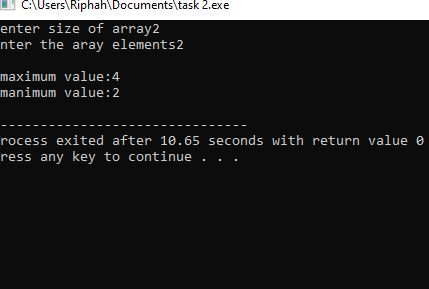 C:\Users\Riphah\Documents\task 2.exe
enter size of array2
nter the aray elements2
maximum value:4
manimum value:2
-------------------------------
rocess exited after 10.65 seconds with return value 0
ress any key to continue . . .